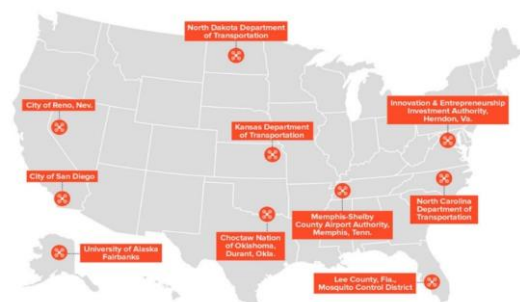 North Dakota Department
of Transportation
City of Reno, Nev.
Innovation & Entrepreneurship
Investment Authority,
Herndon, Va.
Kansas Department
of Transportation
City of San Diego
North Carolina
Department of
Transportation
Memphis-Shelby
County Airport Authority,
Memphis, Tenn.
Choctaw Nation
of Oklahoma,
Durant, Okla.
University of Alaska
Fairbanks
Lee County, Fla.,
Mosquito Control District